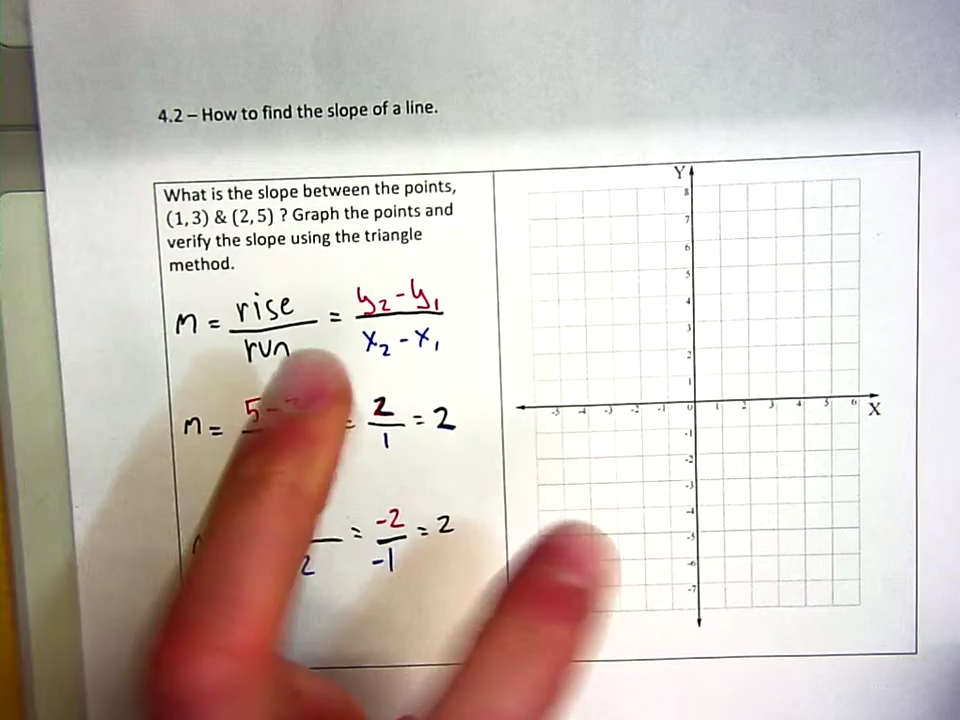 4.2 – How to find the slope of a line.
What is the slope between the points,
(1,3) & (2,5) ? Graph the points and
verify the slope using the triangle
method.
m = rise/run = y₂-y₁/x₂-x₁
m = 5- = 2/1 = 2
2 = -2/-1 = 2
Y
8
7
6
5
4
3
2
1
-5 -4 -3 -2 -1 0 1 2 3 4 5 6 X
-1
-2
-3
-4
-5
-6
-7